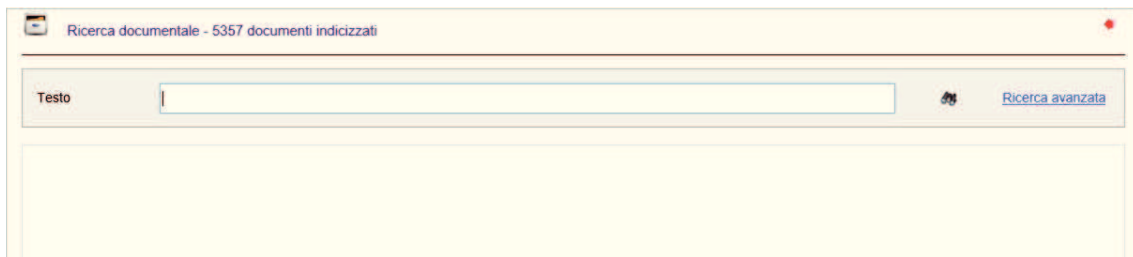 Ricerca documentale - 5357 documenti indicizzati
Testo
Ricerca avanzata